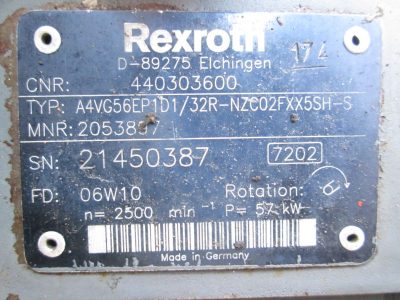 Rexroth
D-89275 Elchingen 174
CNR: 440303600
TYP: A4VG56EP1D1/32R-NZC02FXX5SH-S
MNR:
SN: 21450387 7202
FD: 06W10 Rotation:
n= 2500 min⁻¹ P= 57 kW
Made in Germany